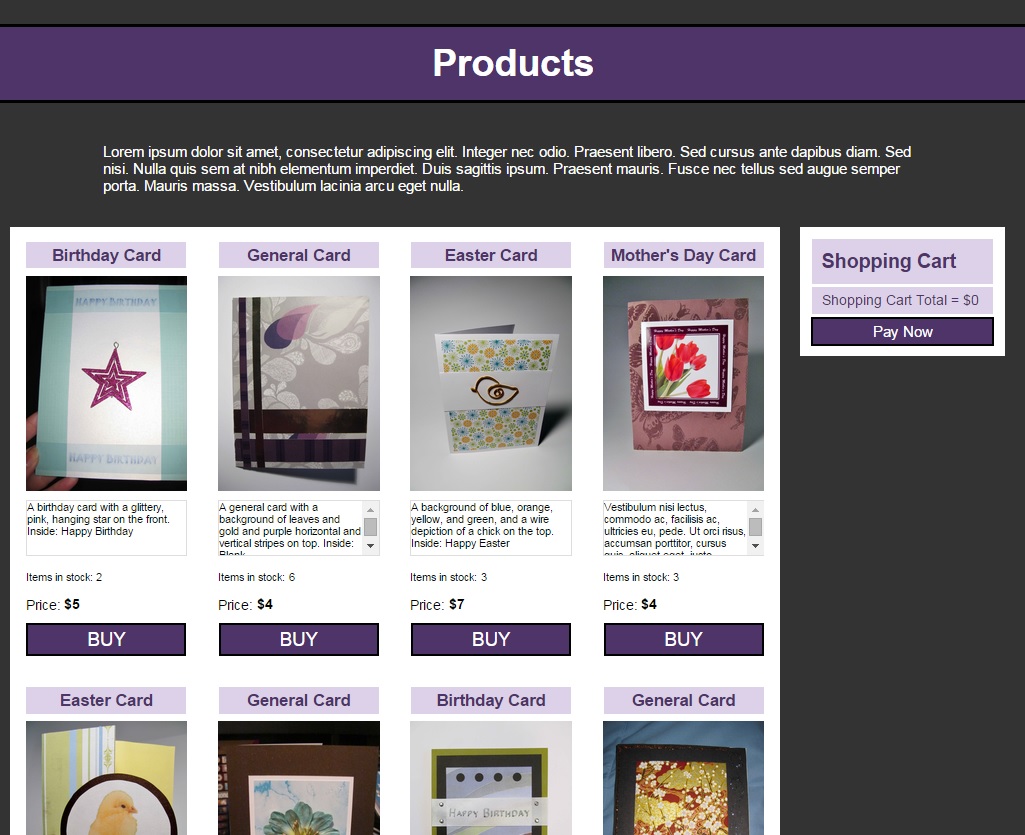 Products
Lorem ipsum dolor sit amet, consectetur adipiscing elit. Integer nec odio. Praesent libero. Sed cursus ante dapibus diam. Sed
nisi. Nulla quis sem at nibh elementum imperdiet. Duis sagittis ipsum. Praesent mauris. Fusce nec tellus sed augue semper
porta. Mauris massa. Vestibulum lacinia arcu eget nulla.
Birthday Card
HAPPY BIRTHDAY
HAPPY BIRTHDAY
A birthday card with a glittery,
pink, hanging star on the front.
Inside: Happy Birthday
Items in stock: 2
Price: $5
BUY
General Card
A general card with a
background of leaves and
gold and purple horizontal and
vertical stripes on top. Inside:
Blank
Items in stock: 6
Price: $4
BUY
Easter Card
A background of blue, orange,
yellow, and green, and a wire
depiction of a chick on the top.
Inside: Happy Easter
Items in stock: 3
Price: $7
BUY
Mother's Day Card
Happy Mother's Day
Vestibulum nisi lectus,
commodo ac, facilisis ac,
ultricies eu, pede. Ut orci risus,
accumsan porttitor, cursus
quis, aliquet eget, justo
Items in stock: 3
Price: $4
BUY
Shopping Cart
Shopping Cart Total = $0
Pay Now
Easter Card
General Card
Birthday Card
HAPPY BIRTHDAY
General Card